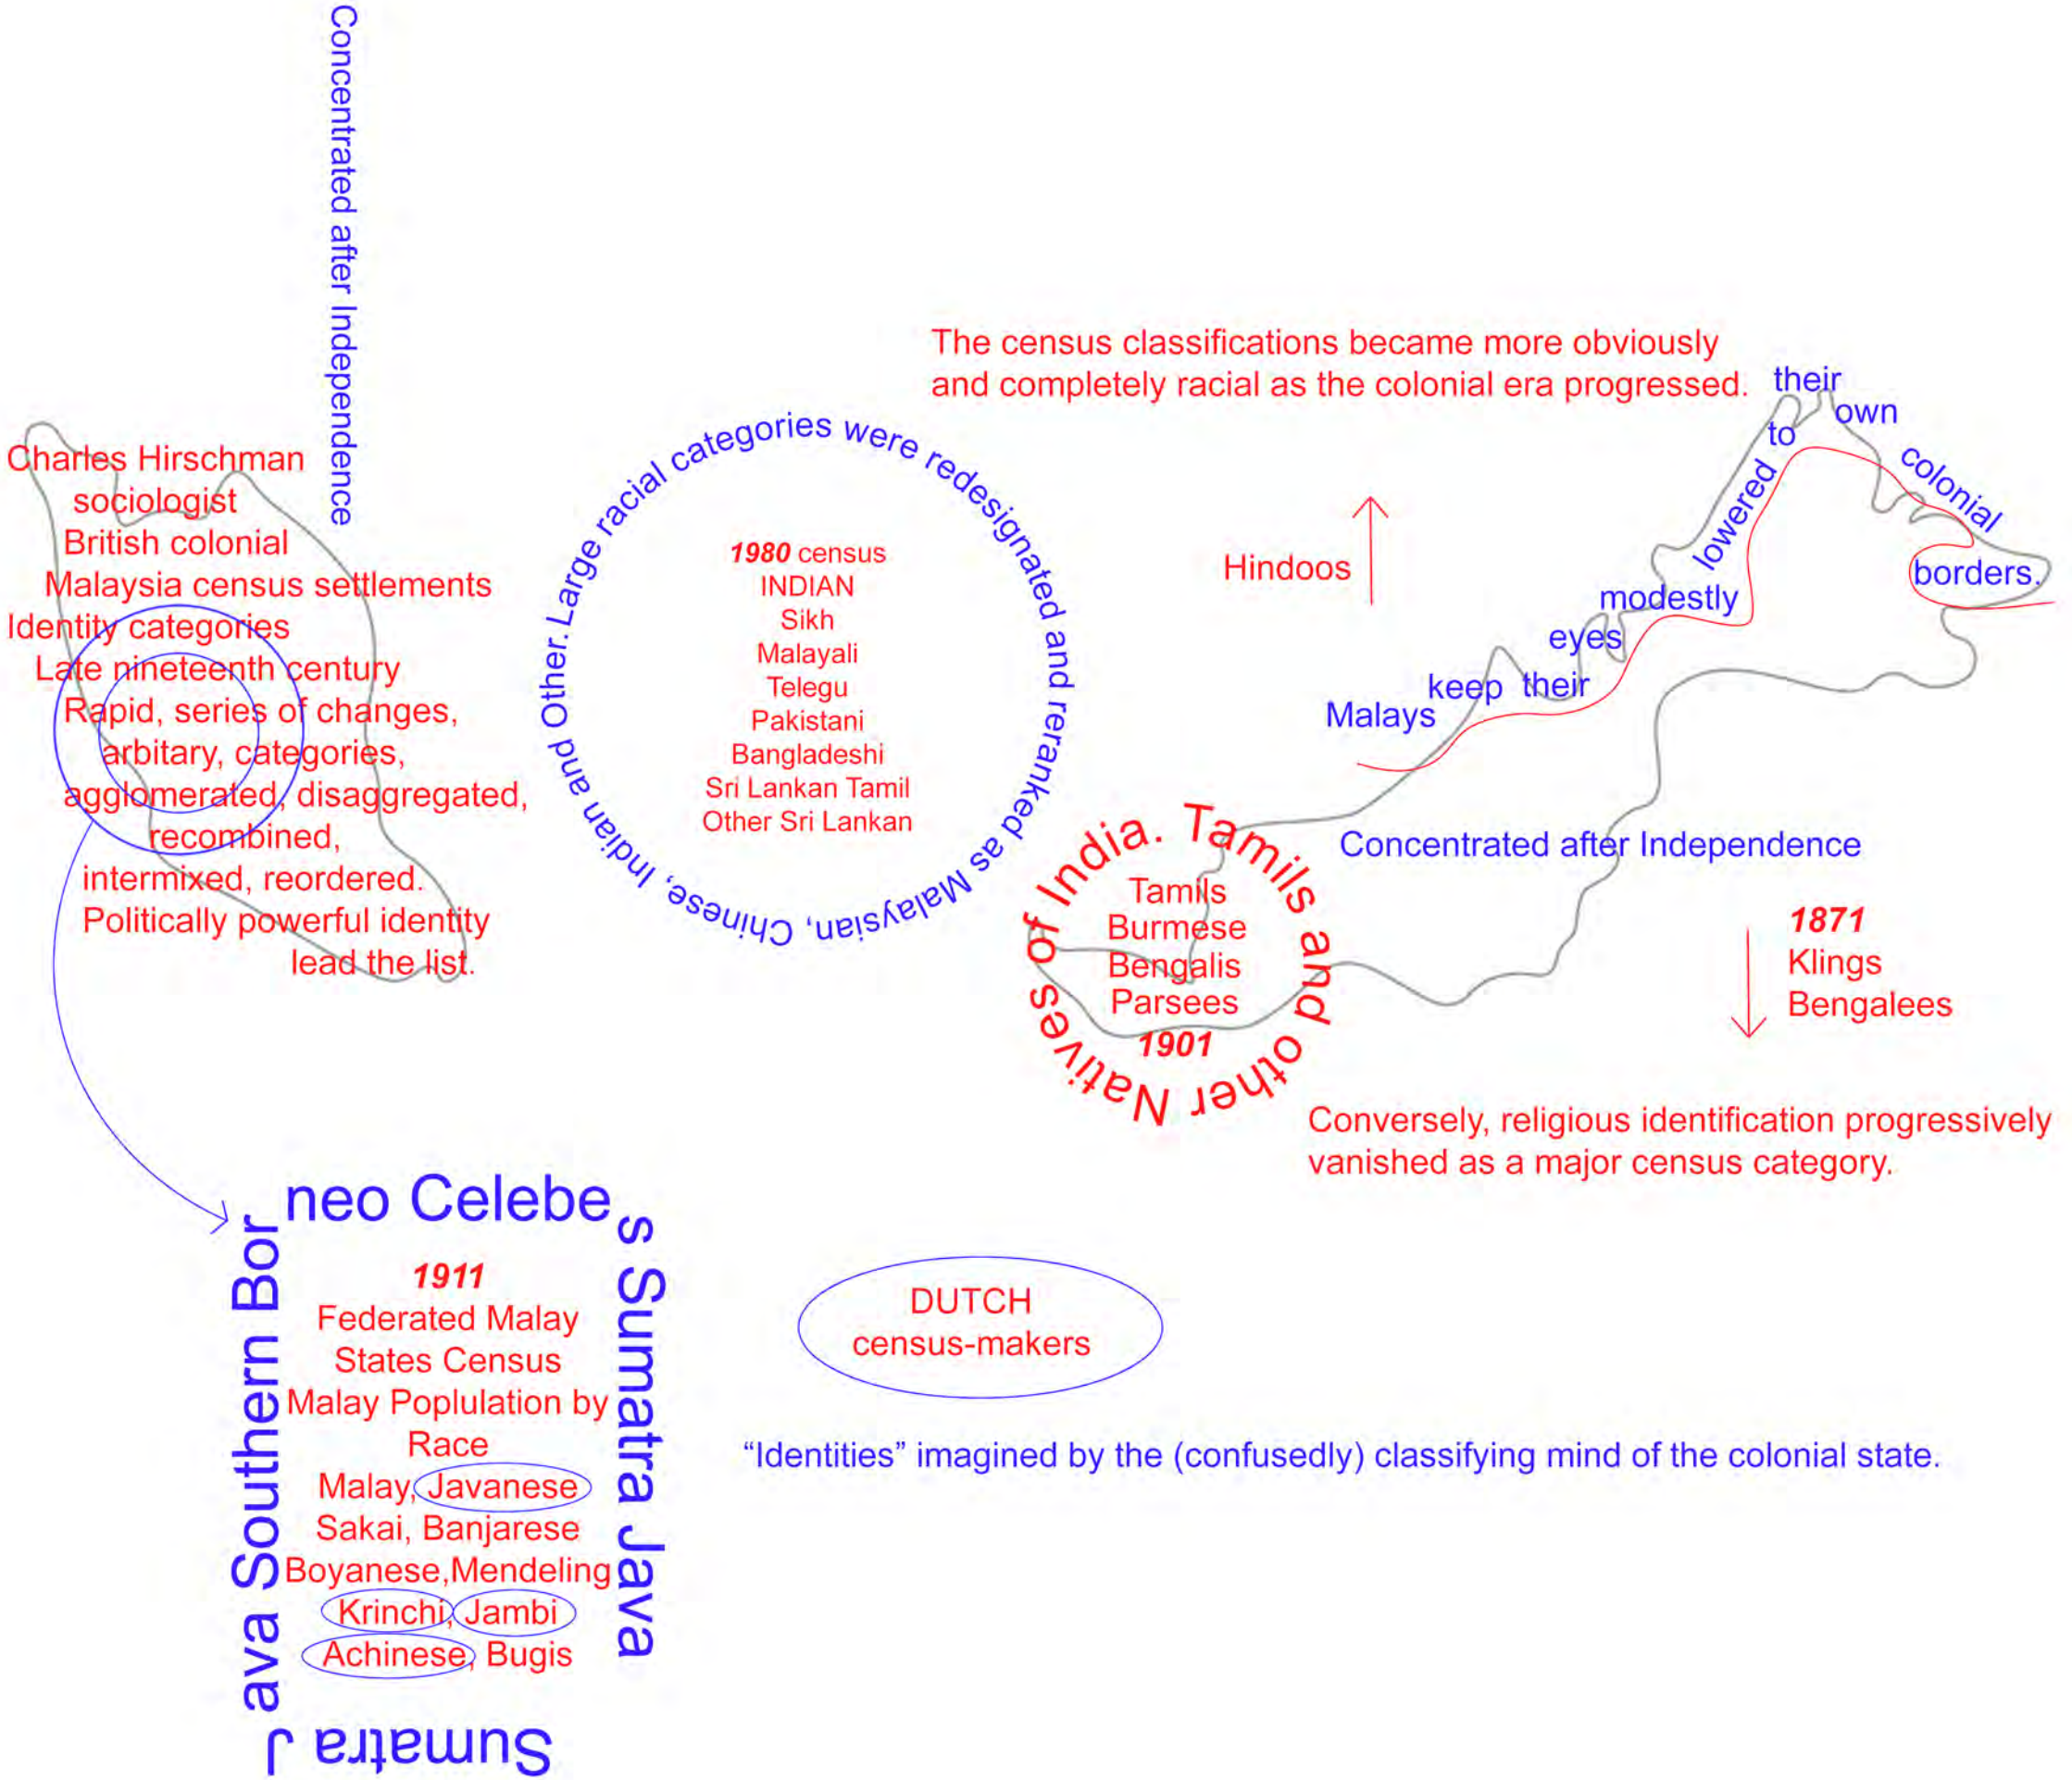 Concentrated after Independence
Charles Hirschman
sociologist
British colonial
Malaysia census settlements
Identity categories
Late nineteenth century
Rapid, series of changes,
arbitary, categories,
agglomerated, disaggregated,
recombined,
intermixed, reordered.
Politically powerful identity
lead the list.
Large racial categories were redesignated and reranked as Malaysian, Chinese, Indian and Other.
1980 census
INDIAN
Sikh
Malayali
Telegu
Pakistani
Bangladeshi
Sri Lankan Tamil
Other Sri Lankan
The census classifications became more obviously
and completely racial as the colonial era progressed.
Hindoos
Malays keep their eyes modestly lowered to their own colonial borders.
Concentrated after Independence
Tamils and other Natives of India.
Tamils
Burmese
Bengalis
Parsees
1901
1871
Klings
Bengalees
Conversely, religious identification progressively
vanished as a major census category.
neo Celebe
s Sumatra Java
Sumatra J
ava Southern Bor
1911
Federated Malay
States Census
Malay Poplulation by
Race
Malay, Javanese
Sakai, Banjarese
Boyanese,Mendeling
Krinchi, Jambi
Achinese, Bugis
DUTCH
census-makers
“Identities” imagined by the (confusedly) classifying mind of the colonial state.